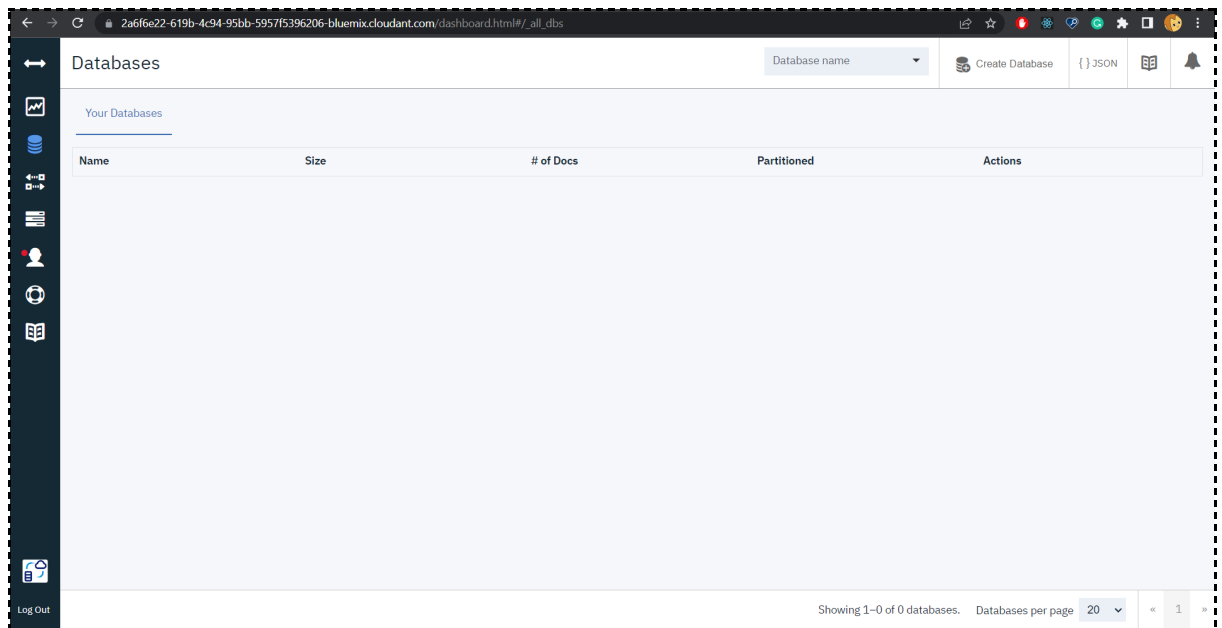 2a6f6e22-619b-4c94-95bb-5957f5396206-bluemix.cloudant.com/dashboard.html#/_all_dbs
Databases
Database name
Create Database
{ } JSON
Your Databases
Name Size # of Docs Partitioned Actions
Log Out
Showing 1–0 of 0 databases. Databases per page 20 « 1 »